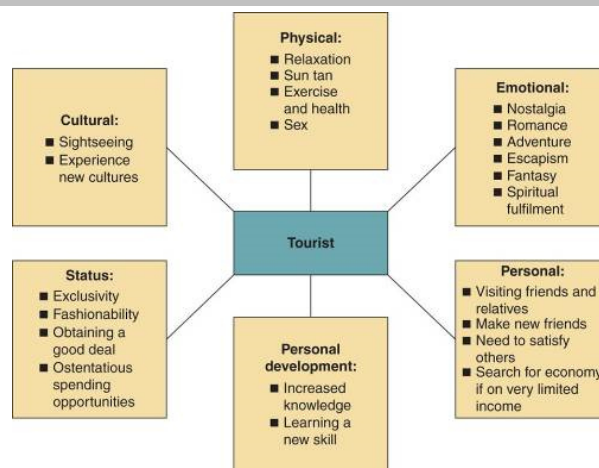 Physical:
■ Relaxation
■ Sun tan
■ Exercise
and health
■ Sex
Cultural:
■ Sightseeing
■ Experience
new cultures
Emotional:
■ Nostalgia
■ Romance
■ Adventure
■ Escapism
■ Fantasy
■ Spiritual
fulfilment
Tourist
Status:
■ Exclusivity
■ Fashionability
■ Obtaining a
good deal
■ Ostentatious
spending
opportunities
Personal
development:
■ Increased
knowledge
■ Learning a
new skill
Personal:
■ Visiting friends and
relatives
■ Make new friends
■ Need to satisfy
others
■ Search for economy
if on very limited
income